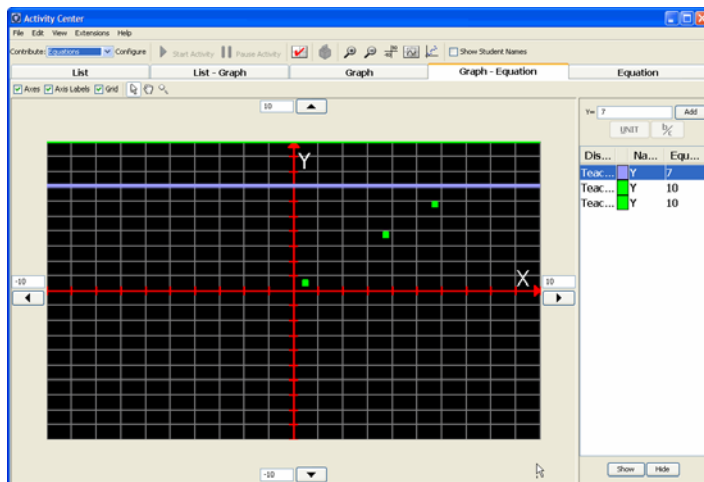 Activity Center
File Edit View Extensions Help
Contribute: Equations Configure Start Activity Pause Activity Show Student Names
List List - Graph Graph Graph - Equation Equation
Axes Axis Labels Grid
10
Y= 7 Add
UNIT b/c
Y
Dis... Na... Equ...
Teac... Y 7
Teac... Y 10
Teac... Y 10
-10 X 10
-10
Show Hide